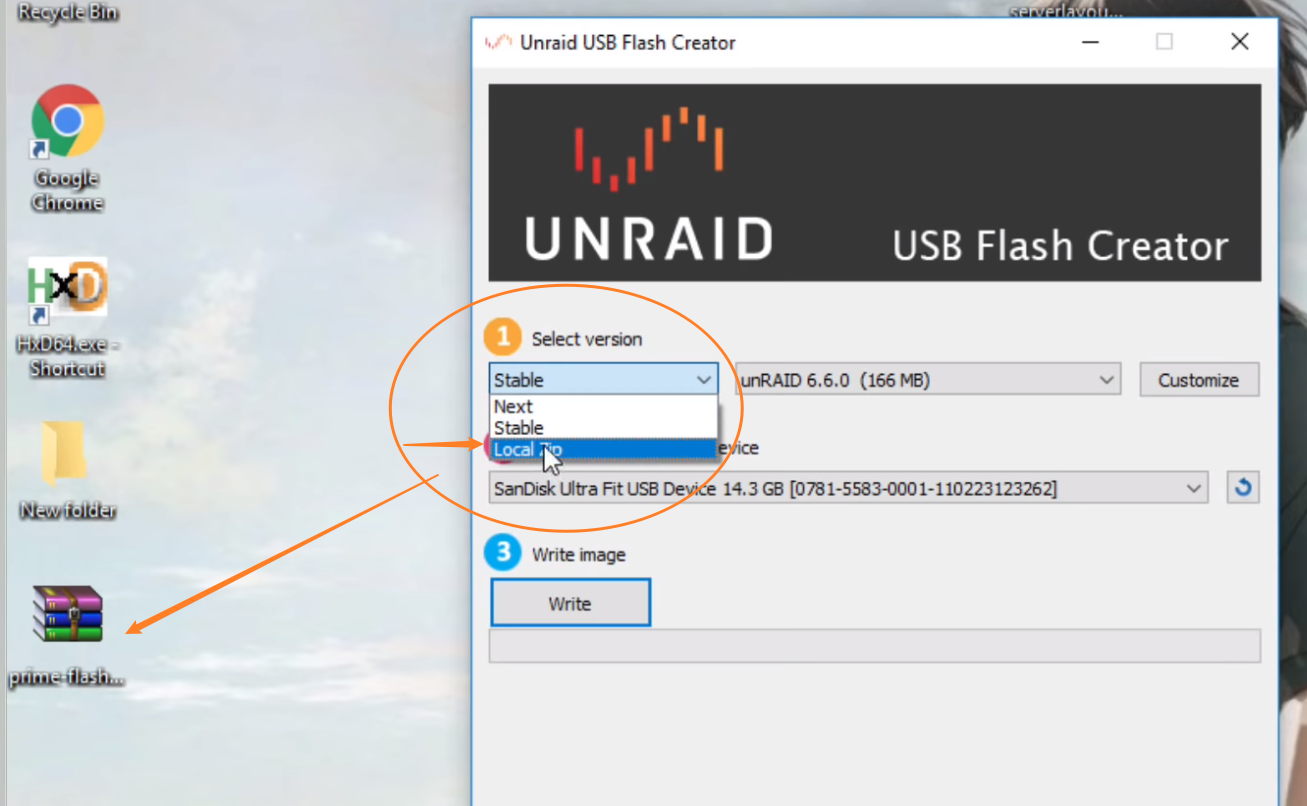 Recycle Bin
serverlayou...
Unraid USB Flash Creator
Google
Chrome
UNRAID
USB Flash Creator
HxD
HxD64.exe -
Shortcut
1 Select version
Stable
unRAID 6.6.0 (166 MB)
Customize
Next
Stable
Local Zip
evice
SanDisk Ultra Fit USB Device 14.3 GB [0781-5583-0001-110223123262]
New folder
3 Write image
Write
prime-flash...